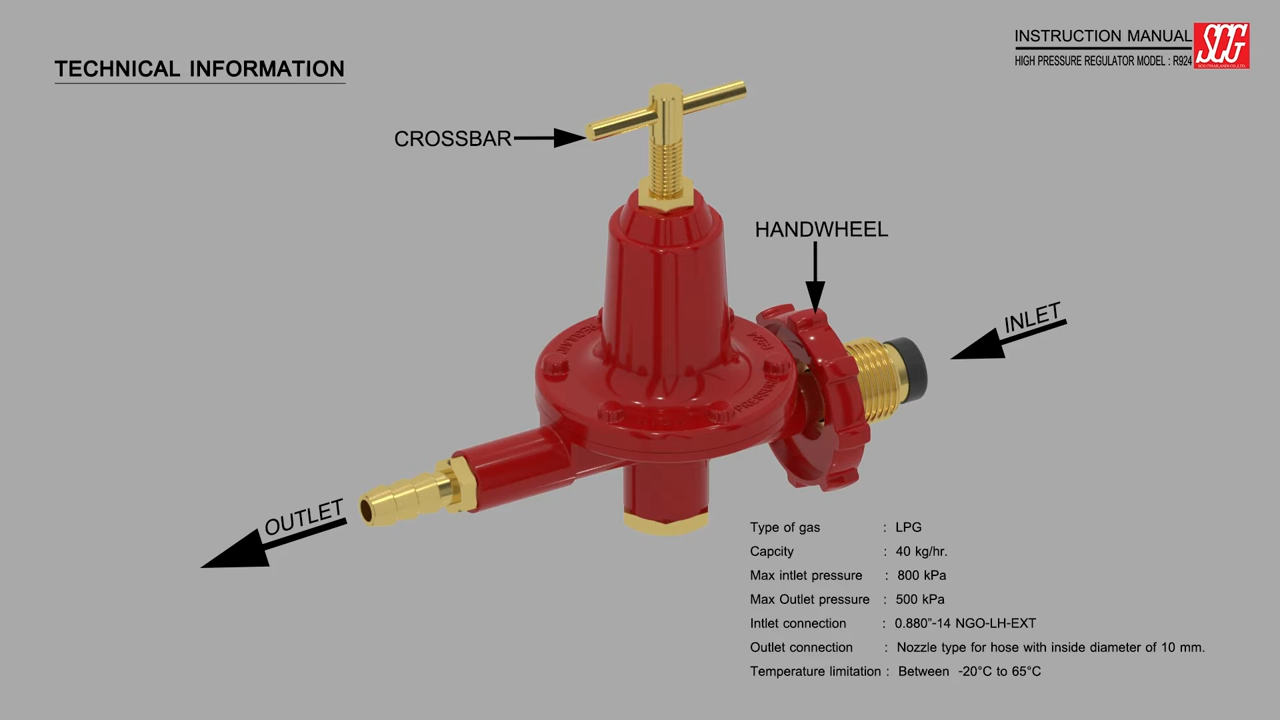 INSTRUCTION MANUAL
HIGH PRESSURE REGULATOR MODEL : R924
SCG
TECHNICAL INFORMATION
CROSSBAR
HANDWHEEL
INLET
OUTLET
R924
Type of gas : LPG
Capcity : 40 kg/hr.
Max intlet pressure : 800 kPa
Max Outlet pressure : 500 kPa
Intlet connection : 0.880”-14 NGO-LH-EXT
Outlet connection : Nozzle type for hose with inside diameter of 10 mm.
Temperature limitation : Between -20°C to 65°C